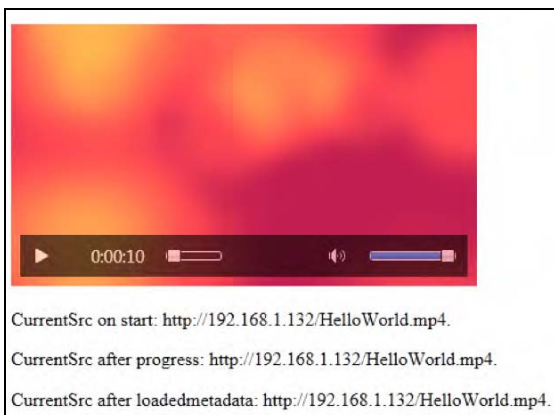 0:00:10
CurrentSrc on start: http://192.168.1.132/HelloWorld.mp4.
CurrentSrc after progress: http://192.168.1.132/HelloWorld.mp4.
CurrentSrc after loadedmetadata: http://192.168.1.132/HelloWorld.mp4.